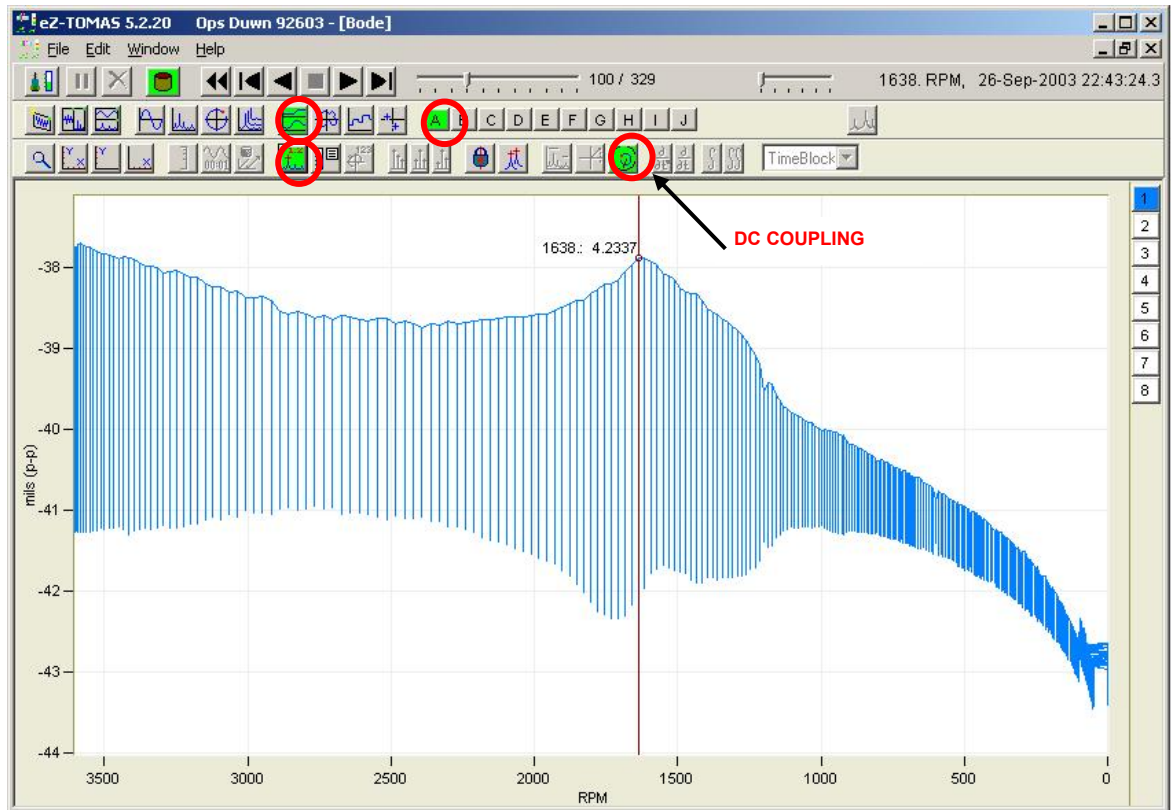 eZ-TOMAS 5.2.20 Ops Duwn 92603 - [Bode]
File Edit Window Help
100 / 329
1638. RPM, 26-Sep-2003 22:43:24.3
A C D E F G H I J
TimeBlock
DC COUPLING
1638.: 4.2337
-38
-39
-40
-41
-42
-43
-44
mils (p-p)
3500 3000 2500 2000 1500 1000 500 0
RPM
1
2
3
4
5
6
7
8